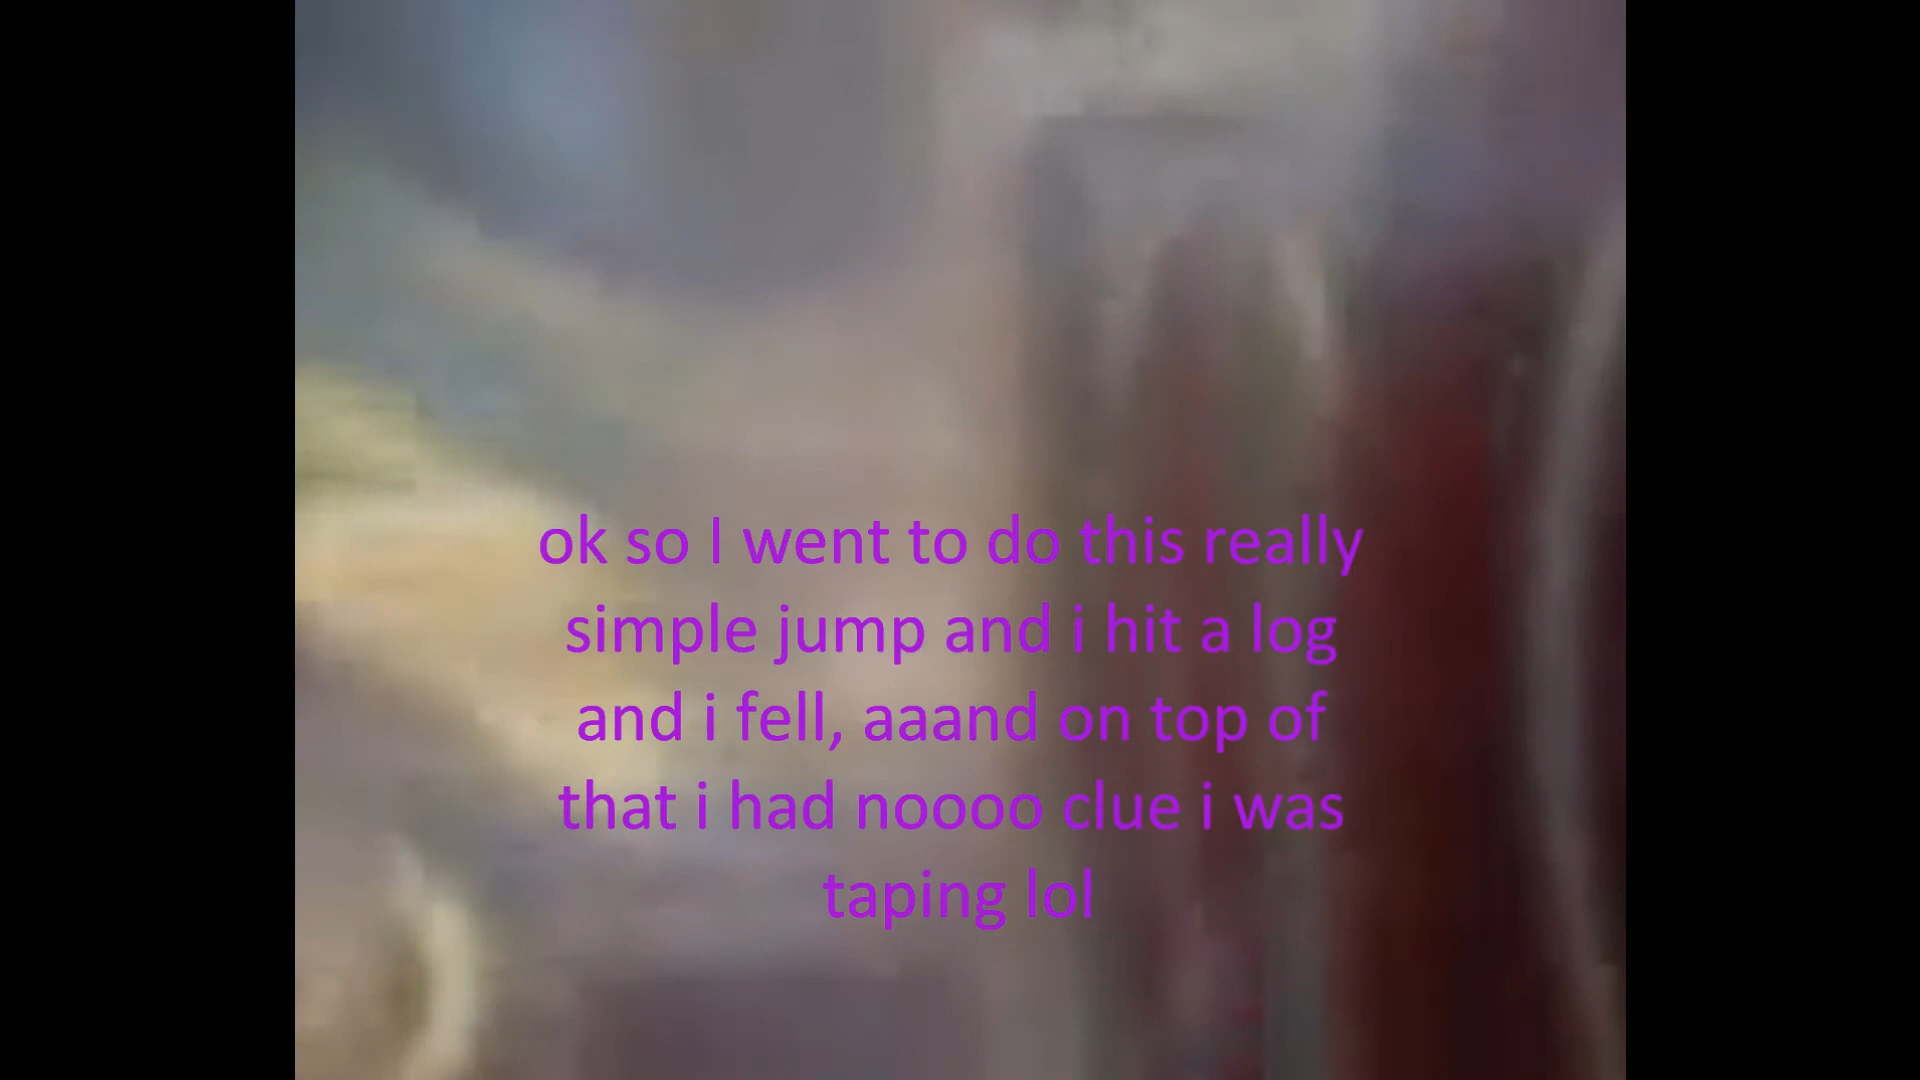 ok so I went to do this really
simple jump and i hit a log
and i fell, aaand on top of
that i had noooo clue i was
taping lol